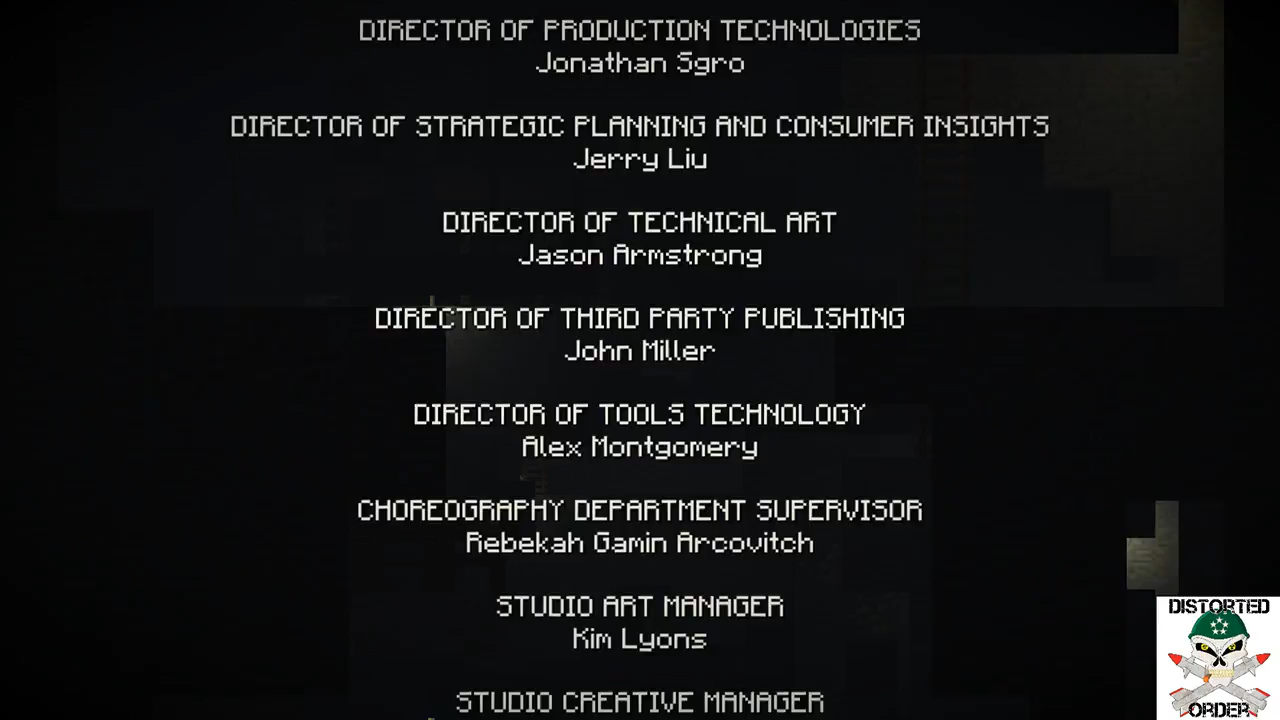 DIRECTOR OF PRODUCTION TECHNOLOGIES
Jonathan Sgro
DIRECTOR OF STRATEGIC PLANNING AND CONSUMER INSIGHTS
Jerry Liu
DIRECTOR OF TECHNICAL ART
Jason Armstrong
DIRECTOR OF THIRD PARTY PUBLISHING
John Miller
DIRECTOR OF TOOLS TECHNOLOGY
Alex Montgomery
CHOREOGRAPHY DEPARTMENT SUPERVISOR
Rebekah Gamin Arcovitch
STUDIO ART MANAGER
Kim Lyons
STUDIO CREATIVE MANAGER
DISTORTED
ORDER